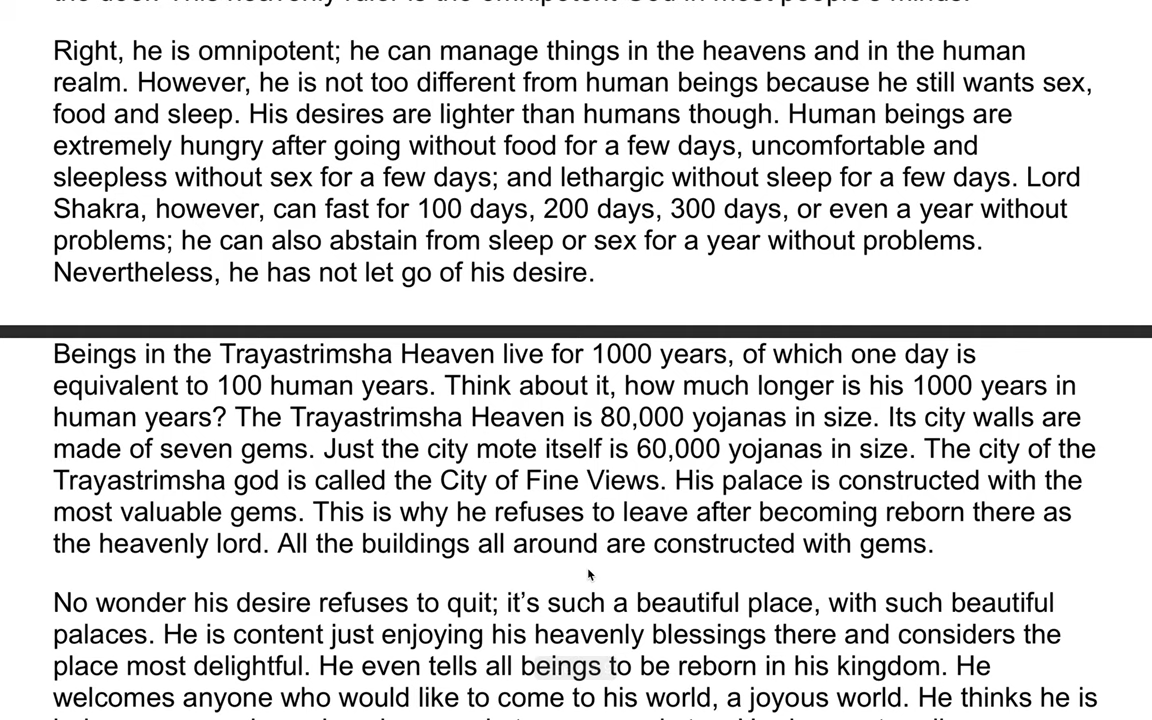 Right, he is omnipotent; he can manage things in the heavens and in the human
realm. However, he is not too different from human beings because he still wants sex,
food and sleep. His desires are lighter than humans though. Human beings are
extremely hungry after going without food for a few days, uncomfortable and
sleepless without sex for a few days; and lethargic without sleep for a few days. Lord
Shakra, however, can fast for 100 days, 200 days, 300 days, or even a year without
problems; he can also abstain from sleep or sex for a year without problems.
Nevertheless, he has not let go of his desire.
Beings in the Trayastrimsha Heaven live for 1000 years, of which one day is
equivalent to 100 human years. Think about it, how much longer is his 1000 years in
human years? The Trayastrimsha Heaven is 80,000 yojanas in size. Its city walls are
made of seven gems. Just the city mote itself is 60,000 yojanas in size. The city of the
Trayastrimsha god is called the City of Fine Views. His palace is constructed with the
most valuable gems. This is why he refuses to leave after becoming reborn there as
the heavenly lord. All the buildings all around are constructed with gems.
No wonder his desire refuses to quit; it’s such a beautiful place, with such beautiful
palaces. He is content just enjoying his heavenly blessings there and considers the
place most delightful. He even tells all beings to be reborn in his kingdom. He
welcomes anyone who would like to come to his world, a joyous world. He thinks he is